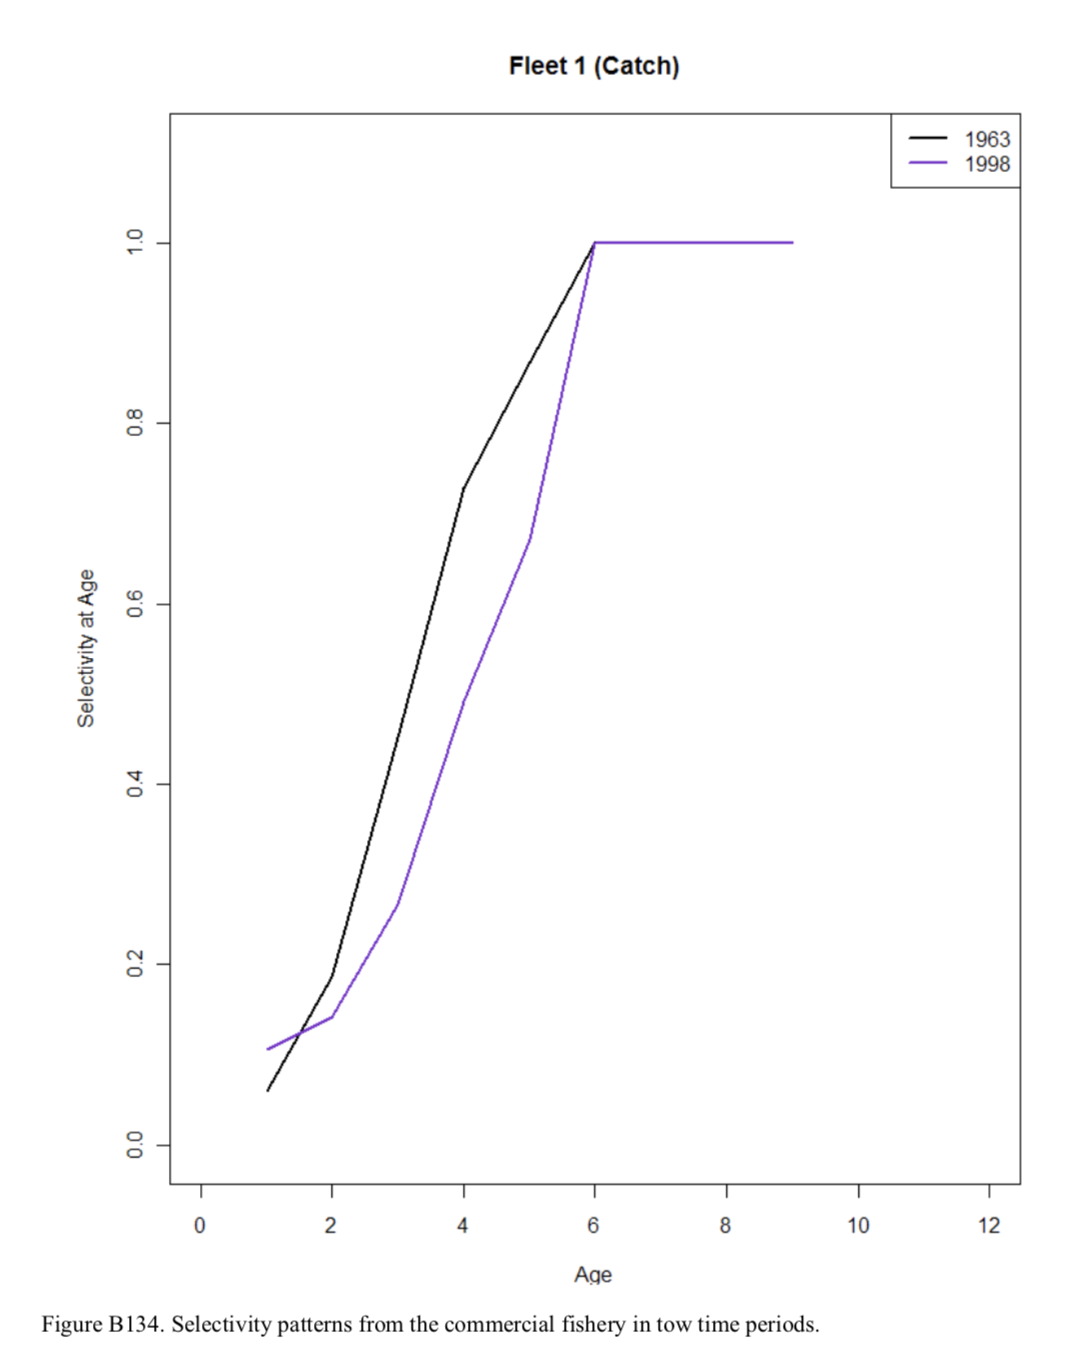 Fleet 1 (Catch)
1963
1998
1.0
0.8
0.6
0.4
0.2
0.0
Selectivity at Age
0 2 4 6 8 10 12
Age
Figure B134. Selectivity patterns from the commercial fishery in tow time periods.